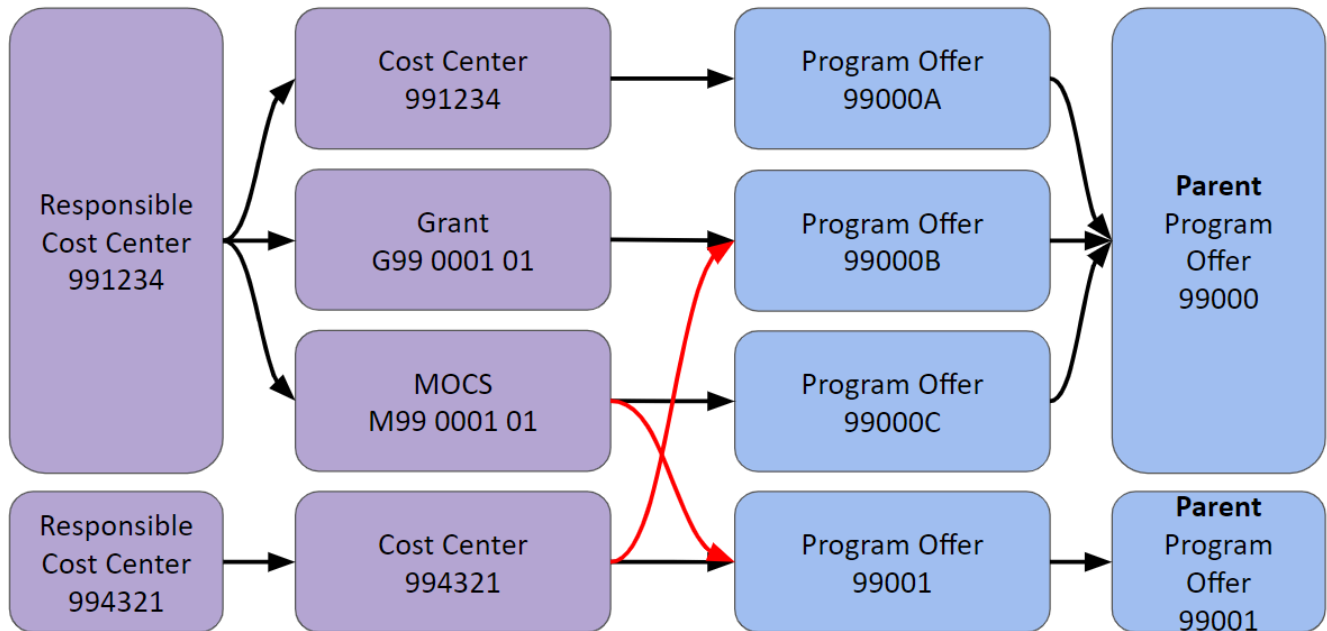 Responsible
Cost Center
991234
Cost Center
991234
Program Offer
99000A
Parent
Program
Offer
99000
Grant
G99 0001 01
Program Offer
99000B
MOCS
M99 0001 01
Program Offer
99000C
Responsible
Cost Center
994321
Cost Center
994321
Program Offer
99001
Parent
Program
Offer
99001